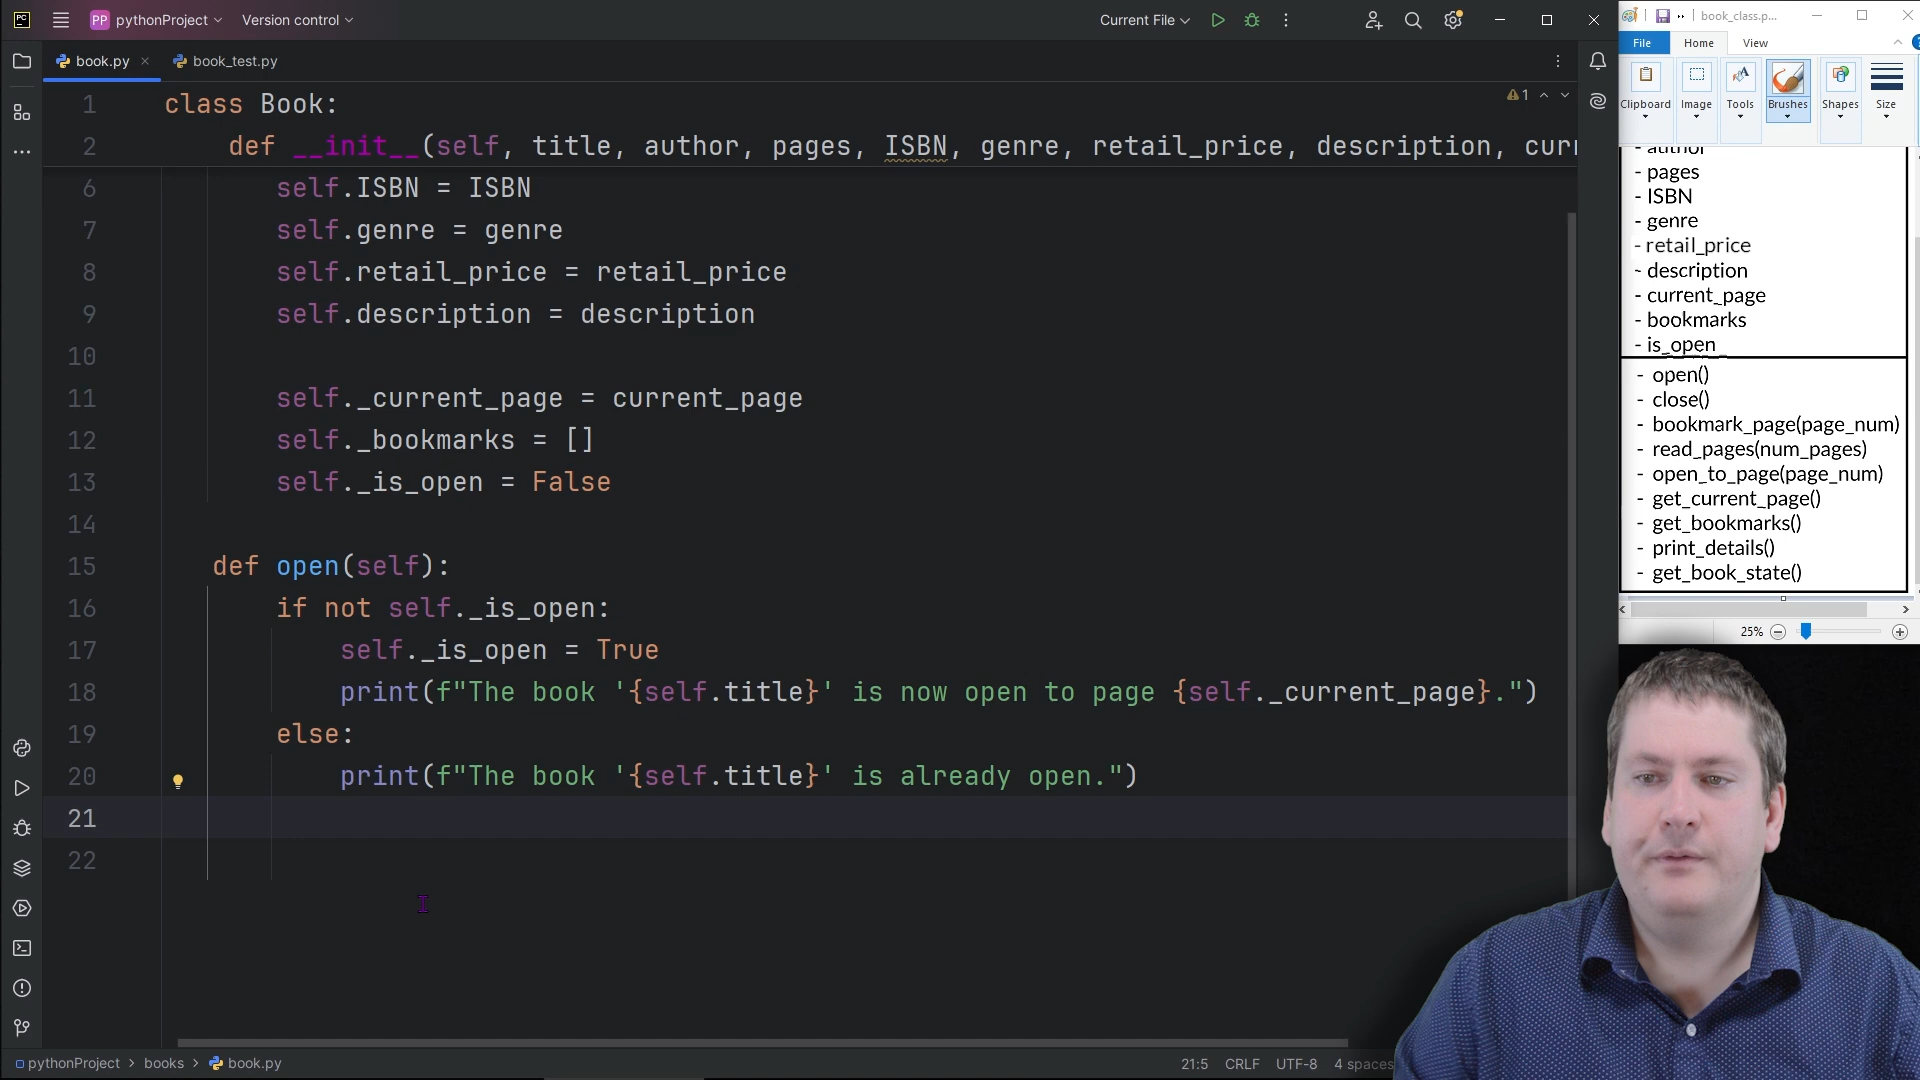 PC PP pythonProject Version control Current File
book.py book_test.py
1 class Book:
2 def __init__(self, title, author, pages, ISBN, genre, retail_price, description, curr
6 self.ISBN = ISBN
7 self.genre = genre
8 self.retail_price = retail_price
9 self.description = description
10
11 self._current_page = current_page
12 self._bookmarks = []
13 self._is_open = False
14
15 def open(self):
16 if not self._is_open:
17 self._is_open = True
18 print(f"The book '{self.title}' is now open to page {self._current_page}.")
19 else:
20 print(f"The book '{self.title}' is already open.")
21
22
1
pythonProject > books > book.py
21:5 CRLF UTF-8 4 spaces
book_class.p...
File Home View
Clipboard Image Tools Brushes Shapes Size
- author
- pages
- ISBN
- genre
- retail_price
- description
- current_page
- bookmarks
- is_open
- open()
- close()
- bookmark_page(page_num)
- read_pages(num_pages)
- open_to_page(page_num)
- get_current_page()
- get_bookmarks()
- print_details()
- get_book_state()
25%